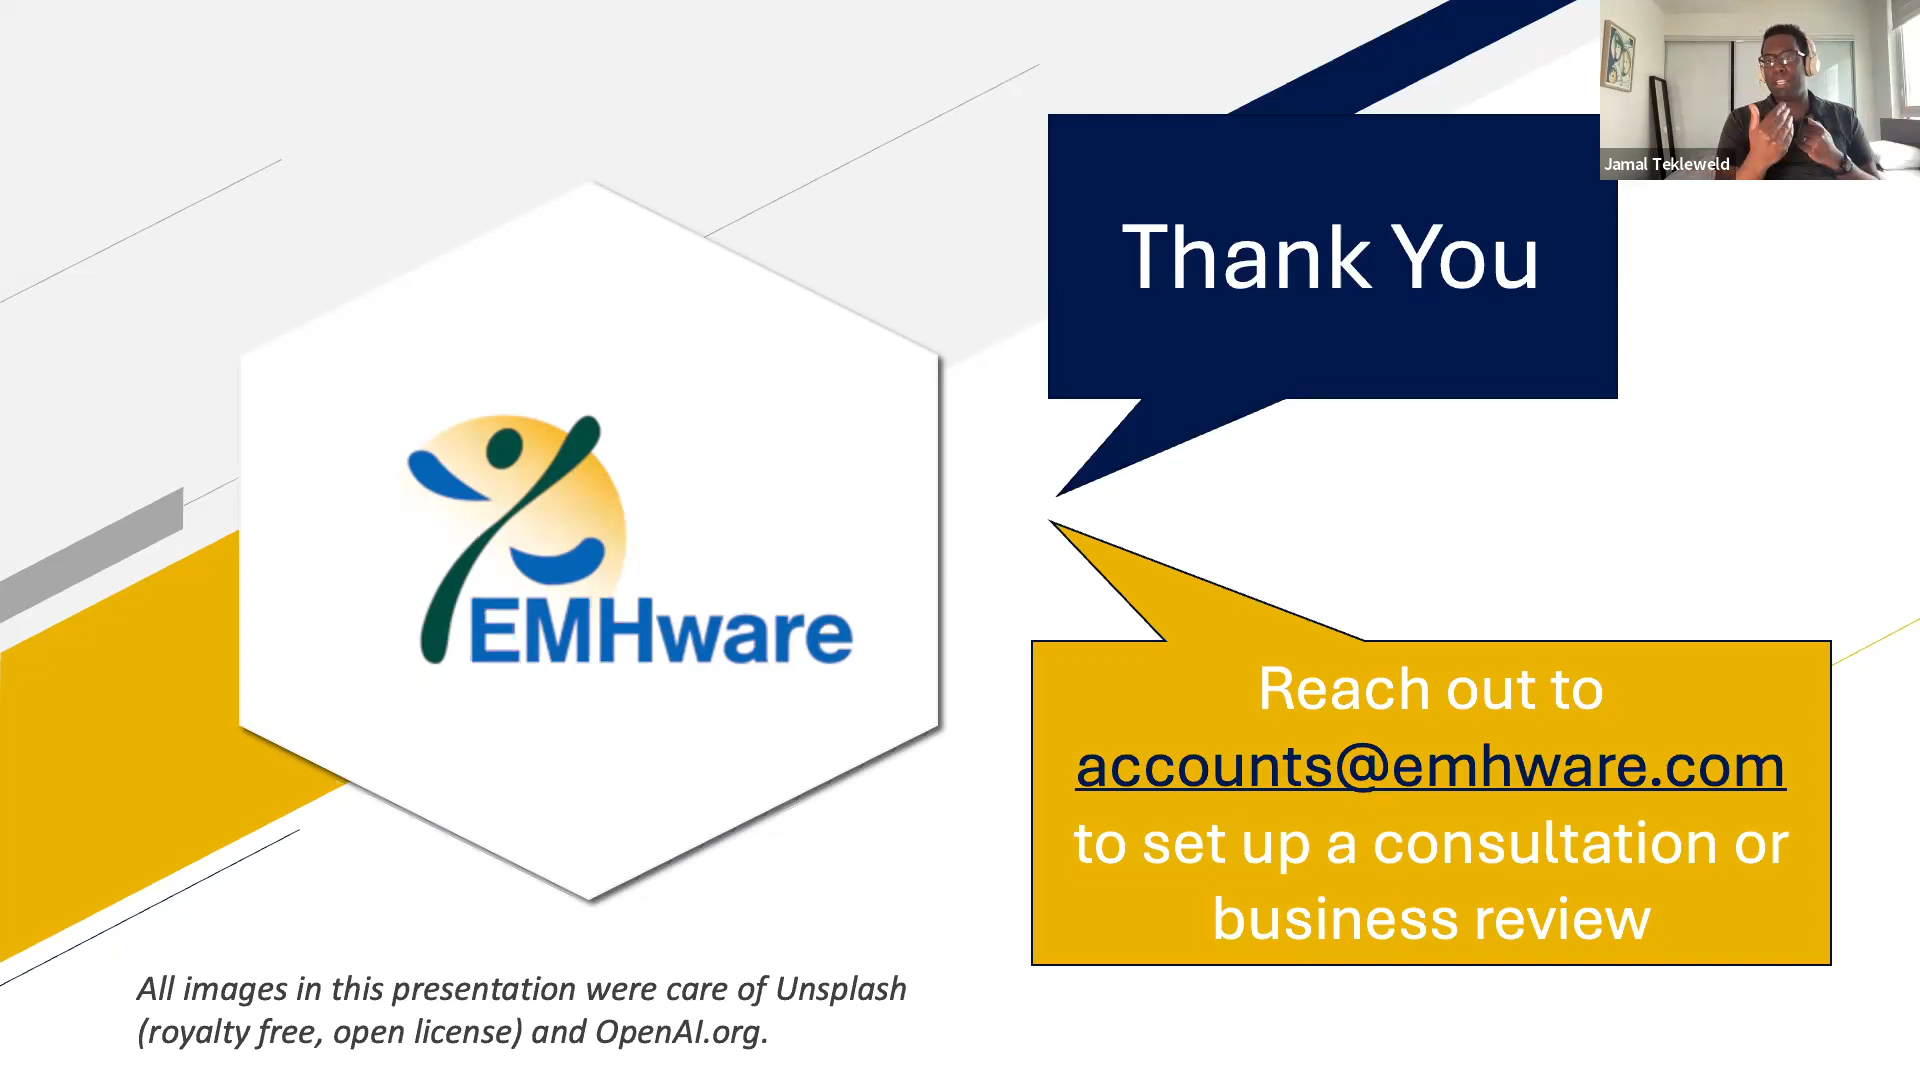 Jamal Tekleweld
Thank You
EMHware
Reach out to
accounts@emhware.com
to set up a consultation or
business review
All images in this presentation were care of Unsplash
(royalty free, open license) and OpenAI.org.